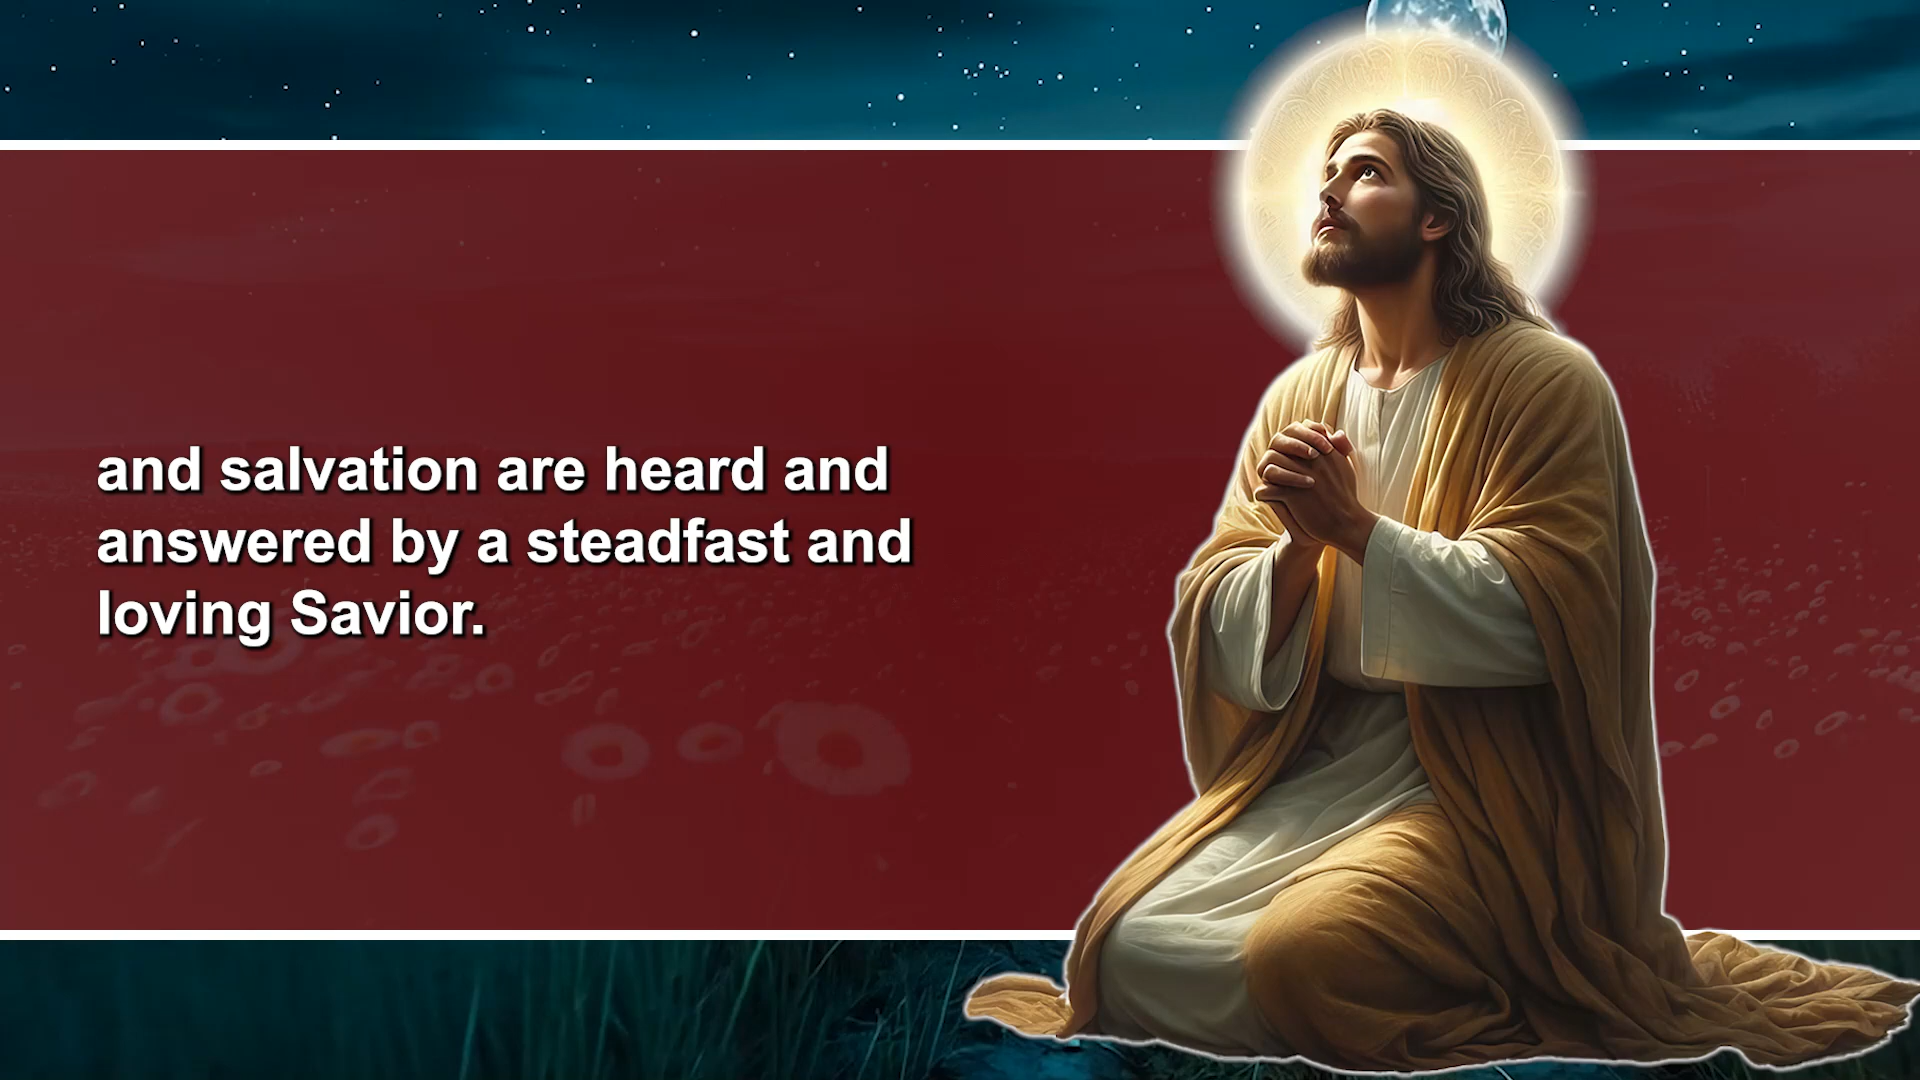 and salvation are heard and
answered by a steadfast and
loving Savior.